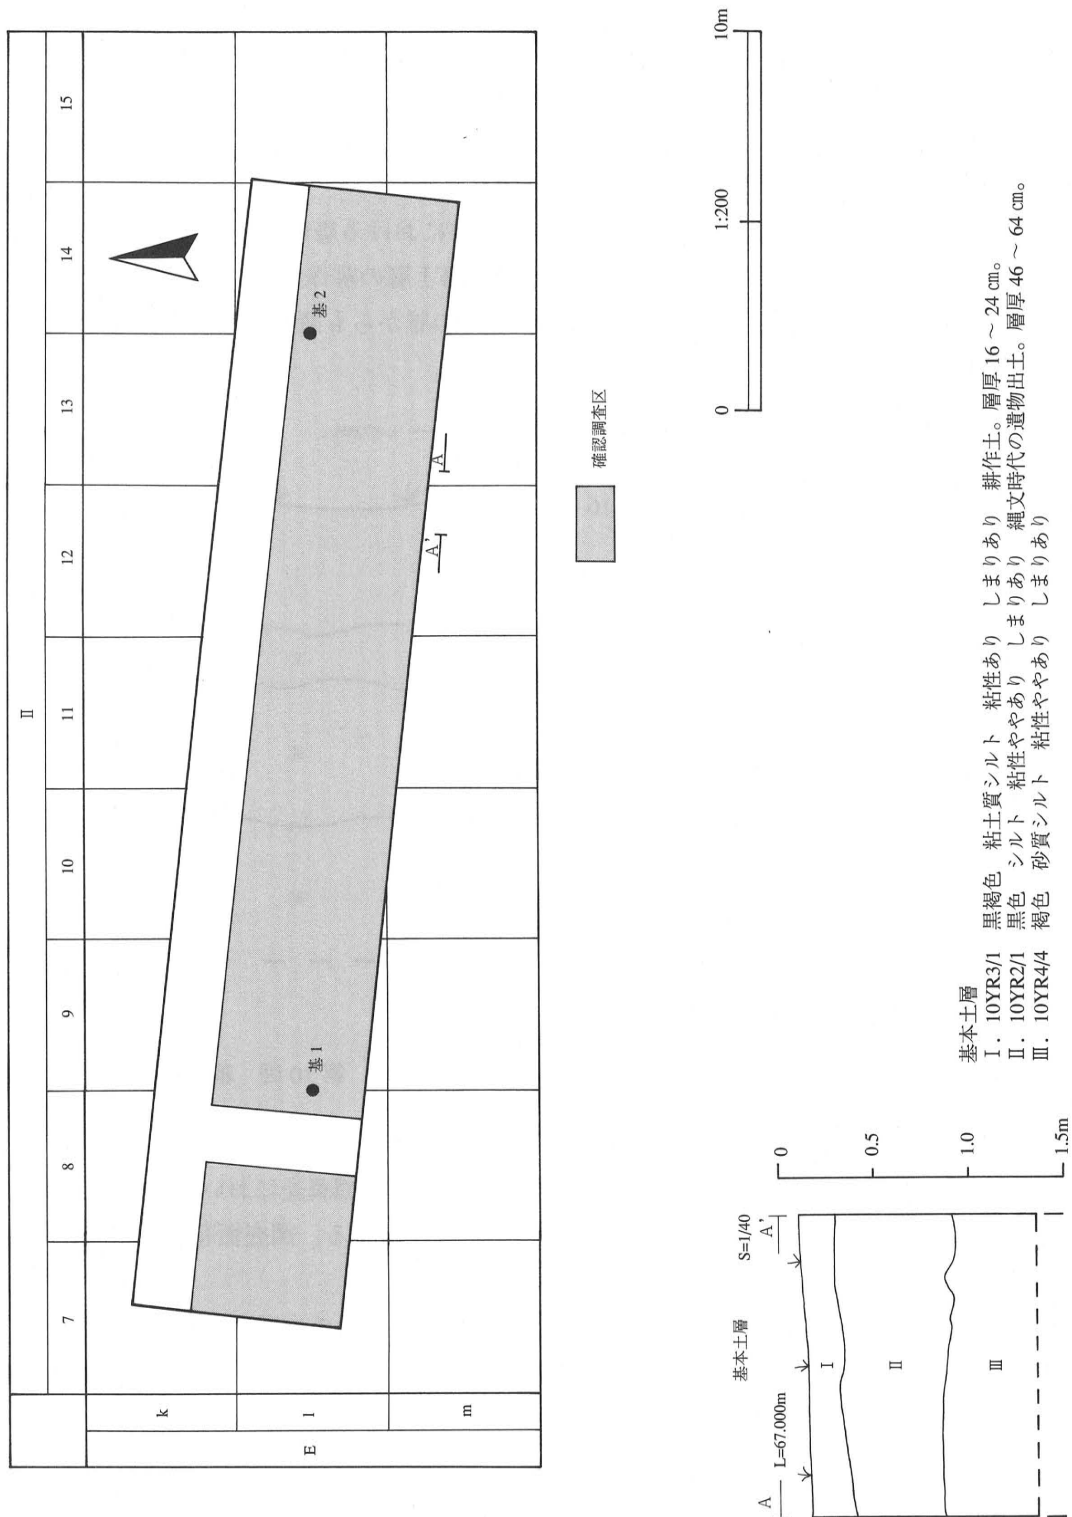 Ⅱ
7
8
9
10
11
12
13
14
15
E
k
l
m
基1
基2
A'
A
確認調査区
0
1:200
10m
基本土層
S=1/40
A
L=67.000m
A'
Ⅰ
Ⅱ
Ⅲ
0
0.5
1.0
1.5m
基本土層
Ⅰ. 10YR3/1 黒褐色 粘土質シルト 粘性あり しまりあり 耕作土。層厚 16 ~ 24 cm。
Ⅱ. 10YR2/1 黒色 シルト 粘性ややあり しまりあり 縄文時代の遺物出土。層厚 46 ~ 64 cm。
Ⅲ. 10YR4/4 褐色 砂質シルト 粘性ややあり しまりあり